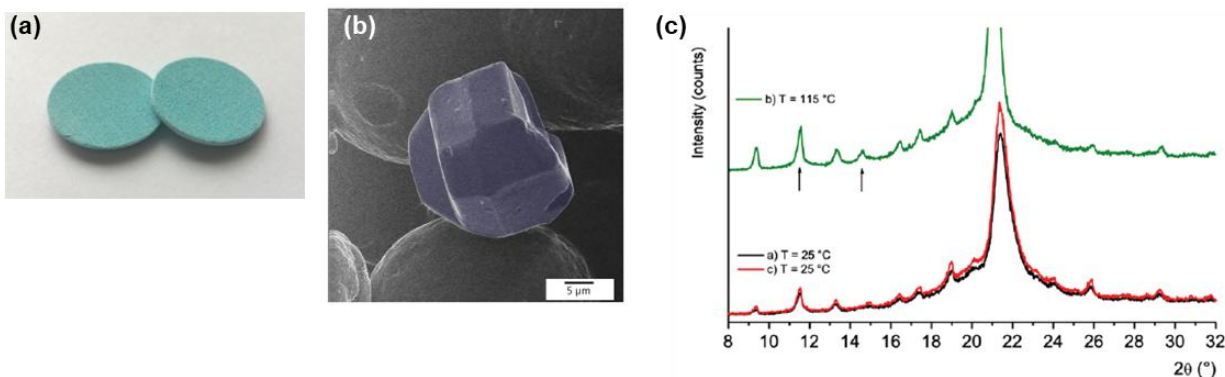 (a)
(b)
5 µm
(c)
Intensity (counts)
b) T = 115 °C
a) T = 25 °C
c) T = 25 °C
8 10 12 14 16 18 20 22 24 26 28 30 32
2θ (°)